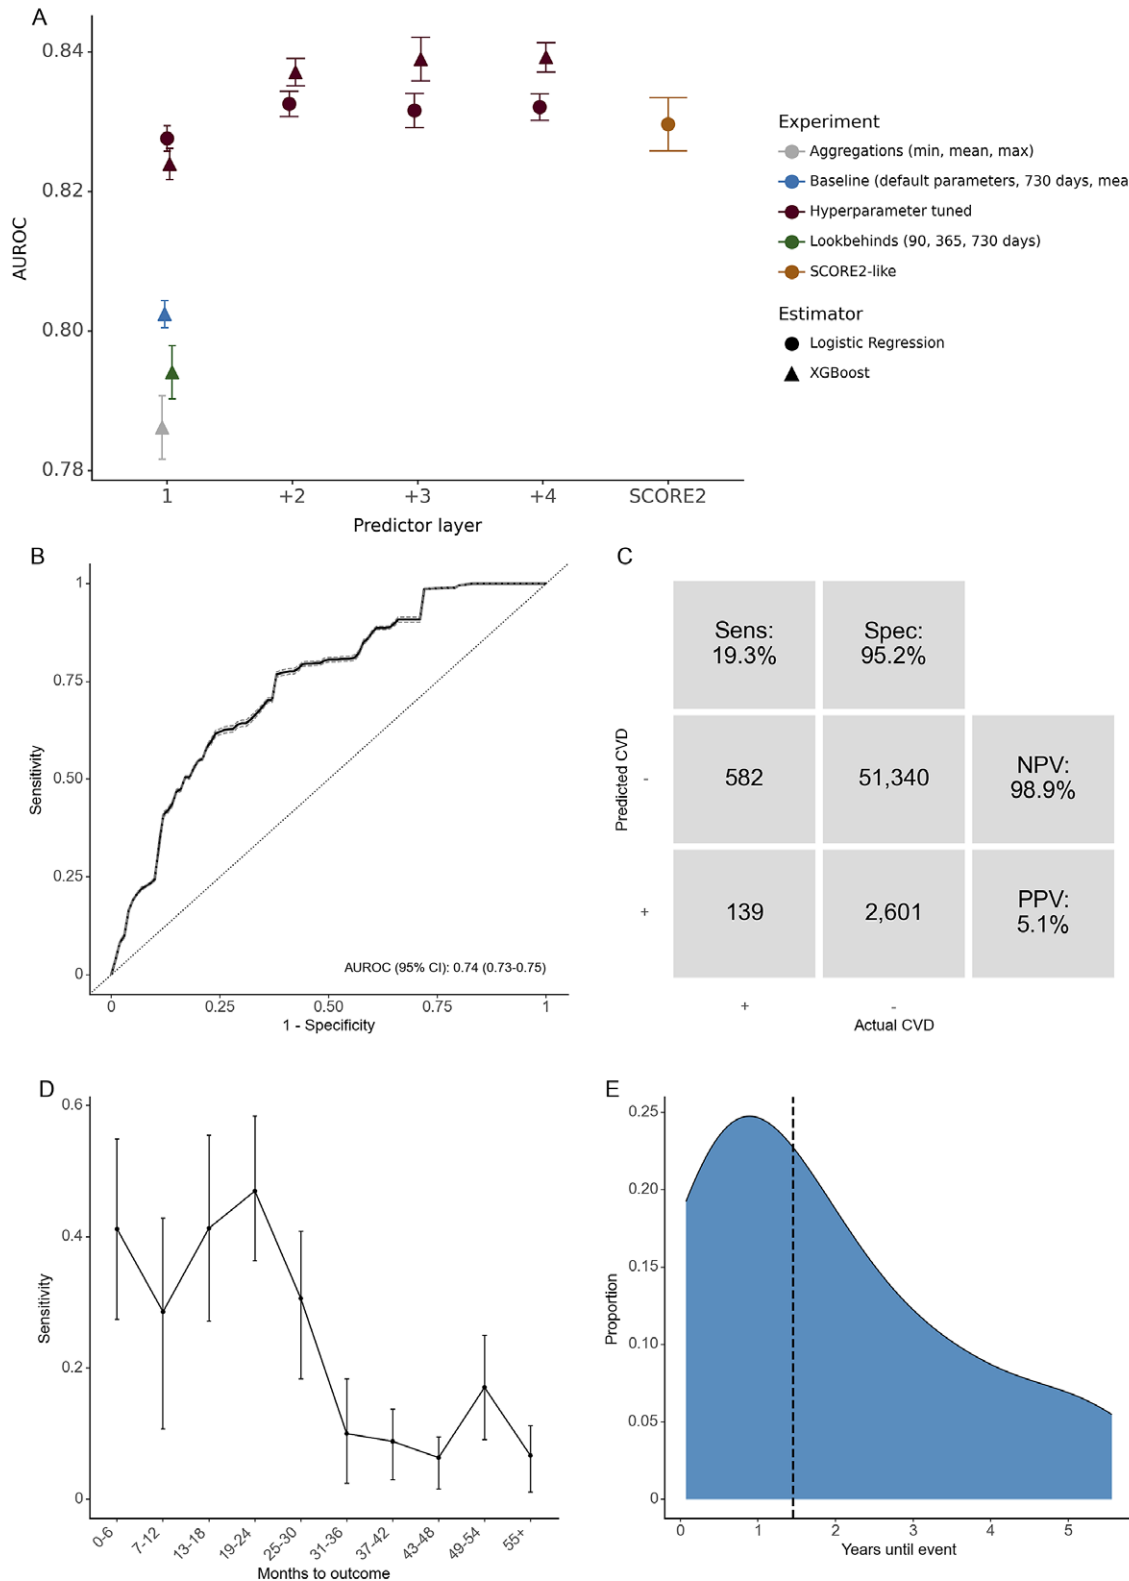 A
0.84
0.82
0.80
0.78
AUROC
1
+2
+3
+4
SCORE2
Predictor layer
Experiment
Aggregations (min, mean, max)
Baseline (default parameters, 730 days, mea
Hyperparameter tuned
Lookbehinds (90, 365, 730 days)
SCORE2-like
Estimator
Logistic Regression
XGBoost
B
1
0.75
0.50
0.25
0
Sensitivity
AUROC (95% CI): 0.74 (0.73-0.75)
0
0.25
0.50
0.75
1
1 - Specificity
C
Sens:
19.3%
Spec:
95.2%
Predicted CVD
-
582
51,340
NPV:
98.9%
+
139
2,601
PPV:
5.1%
+
-
Actual CVD
D
0.6
0.4
0.2
0
Sensitivity
0-6
7-12
13-18
19-24
25-30
31-36
37-42
43-48
49-54
55+
Months to outcome
E
0.25
0.20
0.15
0.10
0.05
0
Proportion
0
1
2
3
4
5
Years until event